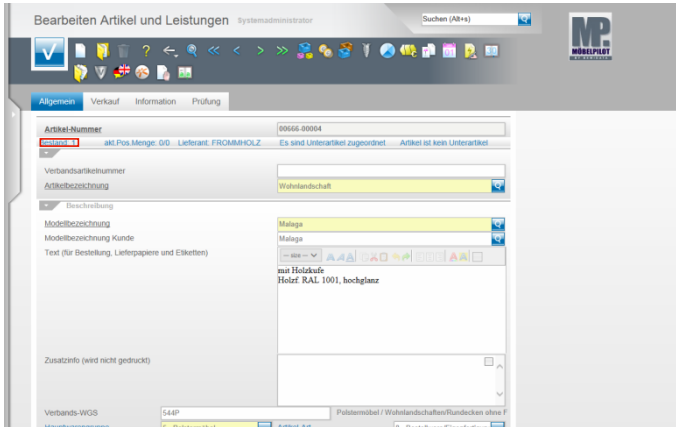 Bearbeiten Artikel und Leistungen Systemadministrator
Suchen (Alt+s)
MP
MÖBELPILOT
Allgemein Verkauf Information Prüfung
Artikel-Nummer 00666-00004
Bestand: 1 akt.Pos.Menge: 0/0 Lieferant: FROMMHOLZ Es sind Unterartikel zugeordnet Artikel ist kein Unterartikel
Verbandsartikelnummer
Artikelbezeichnung Wohnlandschaft
Beschreibung
Modellbezeichnung Malaga
Modellbezeichnung Kunde Malaga
Text (für Bestellung, Lieferpapiere und Etiketten) -- size --
mit Holzkufe
Holzf. RAL 1001, hochglanz
Zusatzinfo (wird nicht gedruckt)
Verbands-WGS 544P Polstermöbel / Wohnlandschaften/Rundecken ohne F